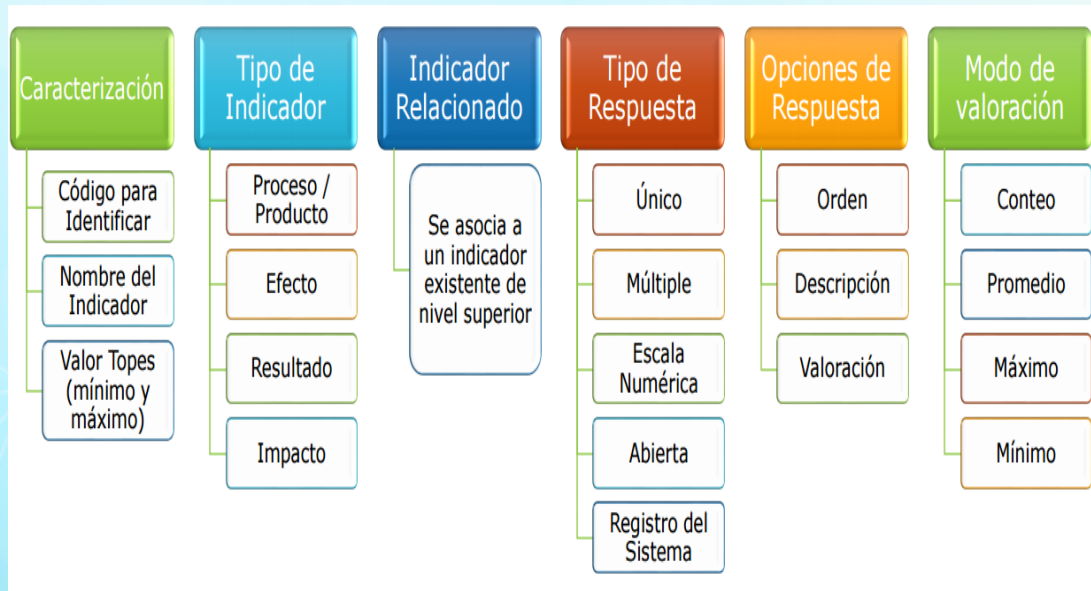 Caracterización
Código para
Identificar
Nombre del
Indicador
Valor Topes
(mínimo y
máximo)
Tipo de
Indicador
Proceso /
Producto
Efecto
Resultado
Impacto
Indicador
Relacionado
Se asocia a
un indicador
existente de
nivel superior
Tipo de
Respuesta
Único
Múltiple
Escala
Numérica
Abierta
Registro del
Sistema
Opciones de
Respuesta
Orden
Descripción
Valoración
Modo de
valoración
Conteo
Promedio
Máximo
Mínimo